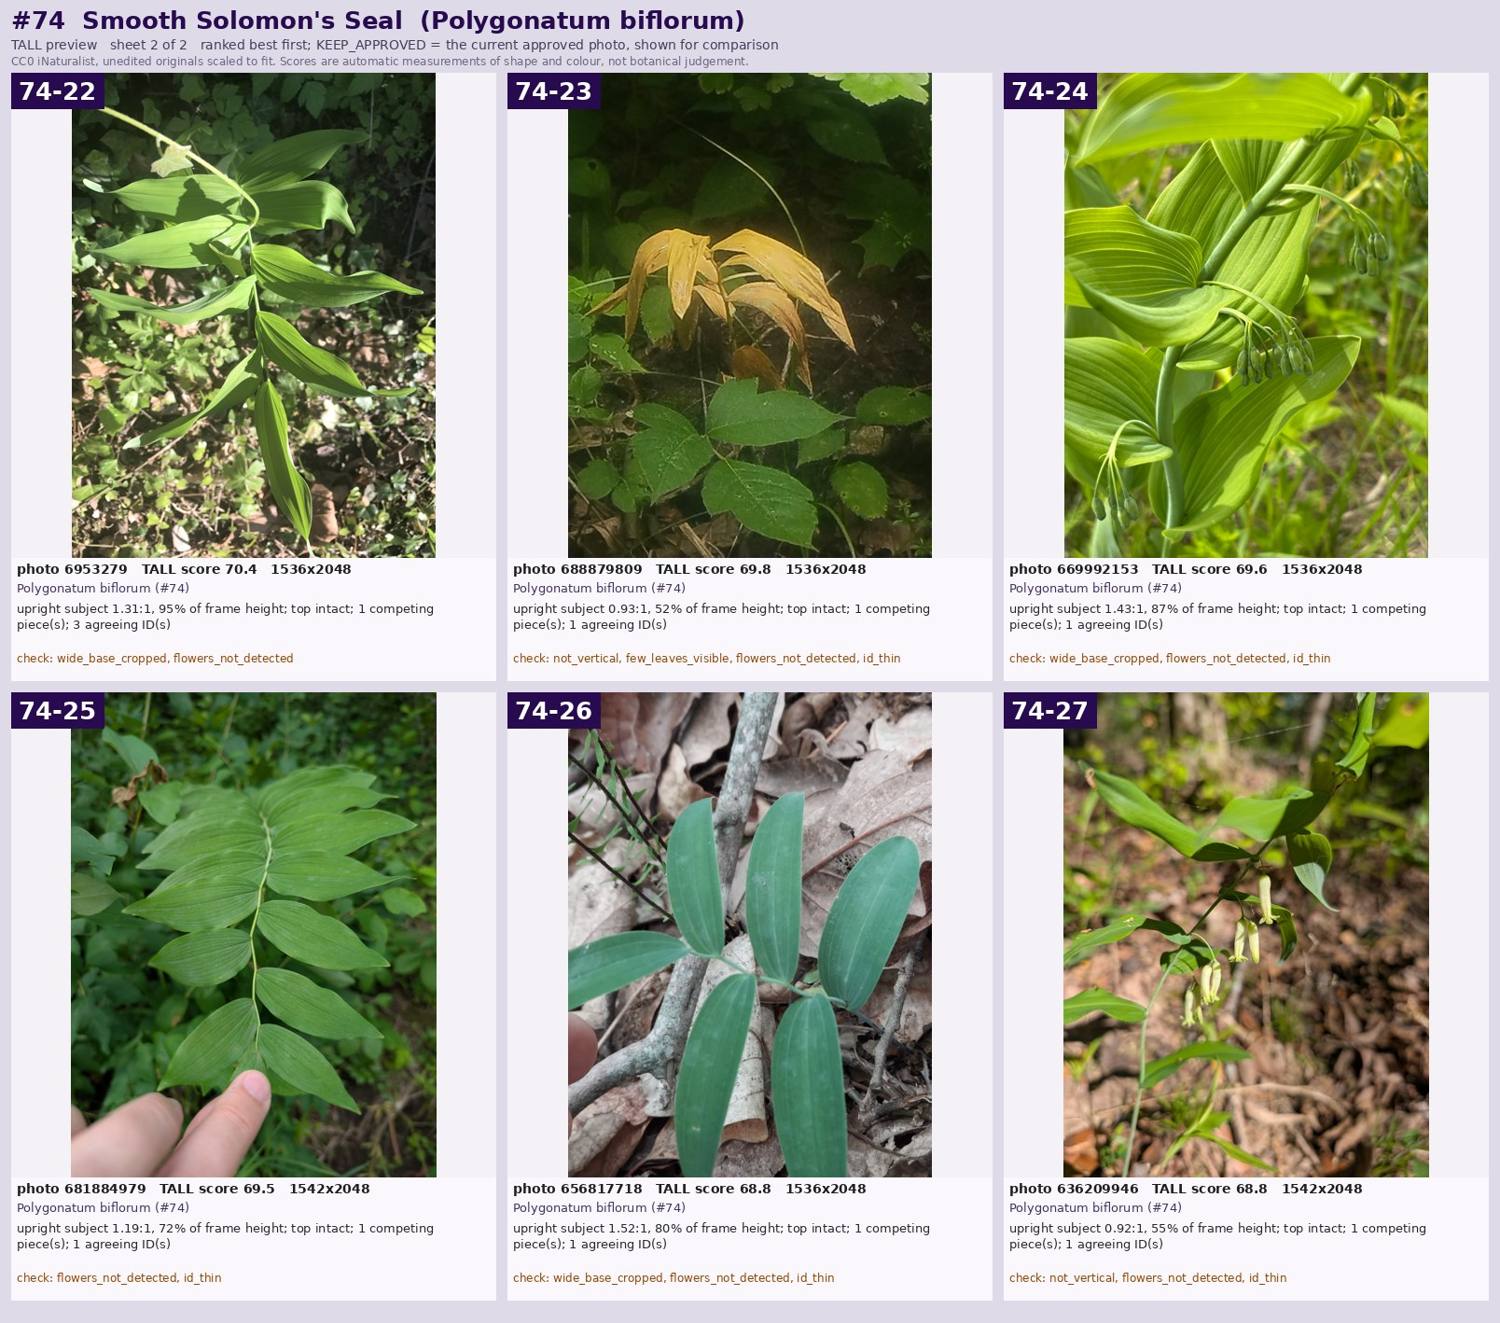 #74  Smooth Solomon's Seal  (Polygonatum biflorum)
TALL preview   sheet 2 of 2   ranked best first; KEEP_APPROVED = the current approved photo, shown for comparison
CC0 iNaturalist, unedited originals scaled to fit. Scores are automatic measurements of shape and colour, not botanical judgement.
74-22
photo 6953279   TALL score 70.4   1536x2048
Polygonatum biflorum (#74)
upright subject 1.31:1, 95% of frame height; top intact; 1 competing
piece(s); 3 agreeing ID(s)
check: wide_base_cropped, flowers_not_detected
74-23
photo 688879809   TALL score 69.8   1536x2048
Polygonatum biflorum (#74)
upright subject 0.93:1, 52% of frame height; top intact; 1 competing
piece(s); 1 agreeing ID(s)
check: not_vertical, few_leaves_visible, flowers_not_detected, id_thin
74-24
photo 669992153   TALL score 69.6   1536x2048
Polygonatum biflorum (#74)
upright subject 1.43:1, 87% of frame height; top intact; 1 competing
piece(s); 1 agreeing ID(s)
check: wide_base_cropped, flowers_not_detected, id_thin
74-25
photo 681884979   TALL score 69.5   1542x2048
Polygonatum biflorum (#74)
upright subject 1.19:1, 72% of frame height; top intact; 1 competing
piece(s); 1 agreeing ID(s)
check: flowers_not_detected, id_thin
74-26
photo 656817718   TALL score 68.8   1536x2048
Polygonatum biflorum (#74)
upright subject 1.52:1, 80% of frame height; top intact; 1 competing
piece(s); 1 agreeing ID(s)
check: wide_base_cropped, flowers_not_detected, id_thin
74-27
photo 636209946   TALL score 68.8   1542x2048
Polygonatum biflorum (#74)
upright subject 0.92:1, 55% of frame height; top intact; 1 competing
piece(s); 1 agreeing ID(s)
check: not_vertical, flowers_not_detected, id_thin